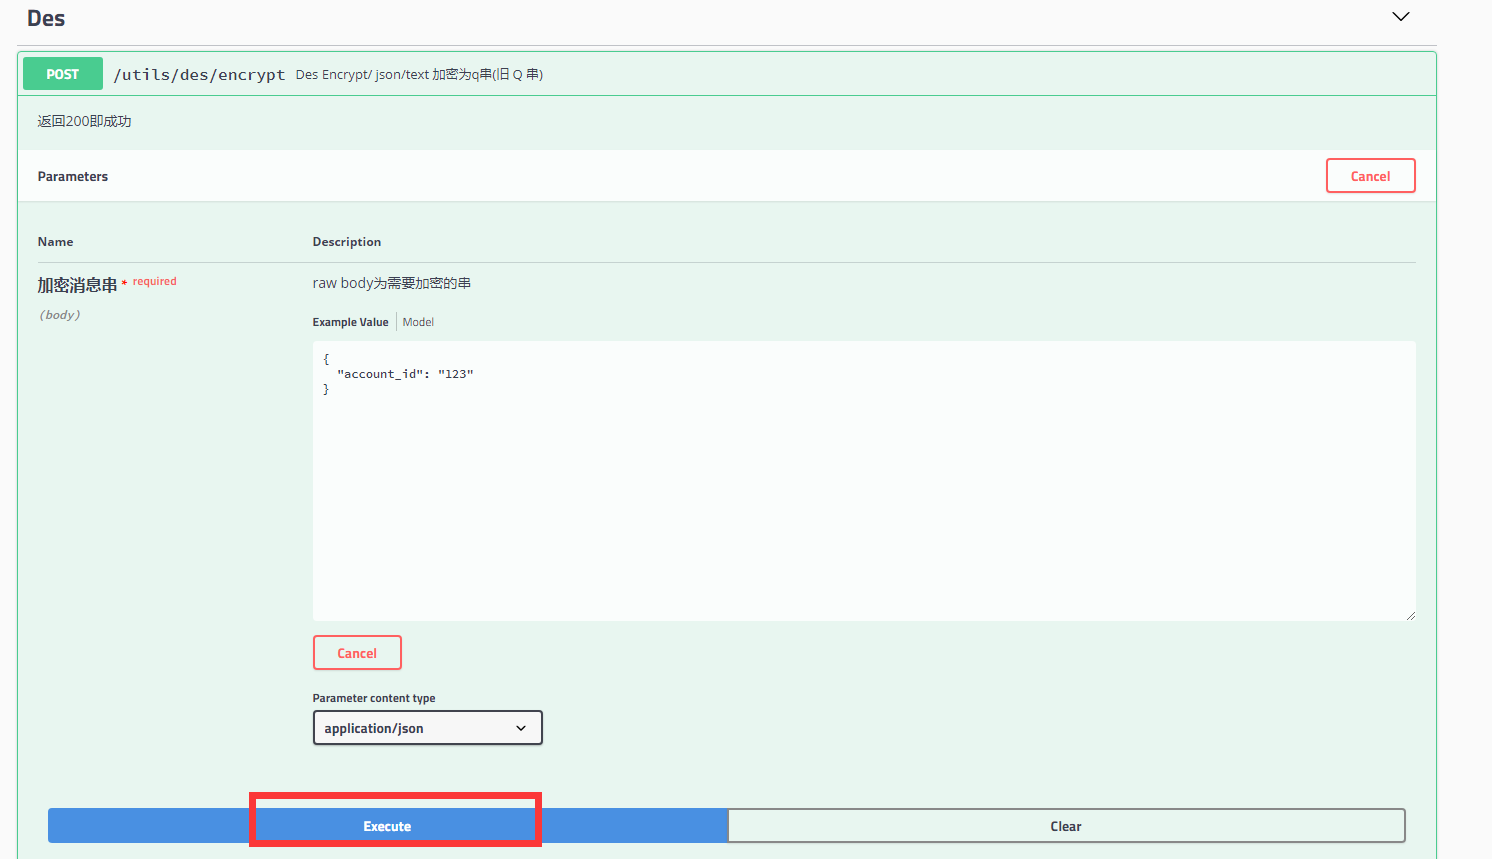 Des
POST /utils/des/encrypt Des Encrypt/ json/text 加密为q串(旧 Q 串)
返回200即成功
Parameters Cancel
Name Description
加密消息串 * required raw body为需要加密的串
(body)
Example Value Model
{
"account_id": "123"
}
Cancel
Parameter content type
application/json
Execute Clear